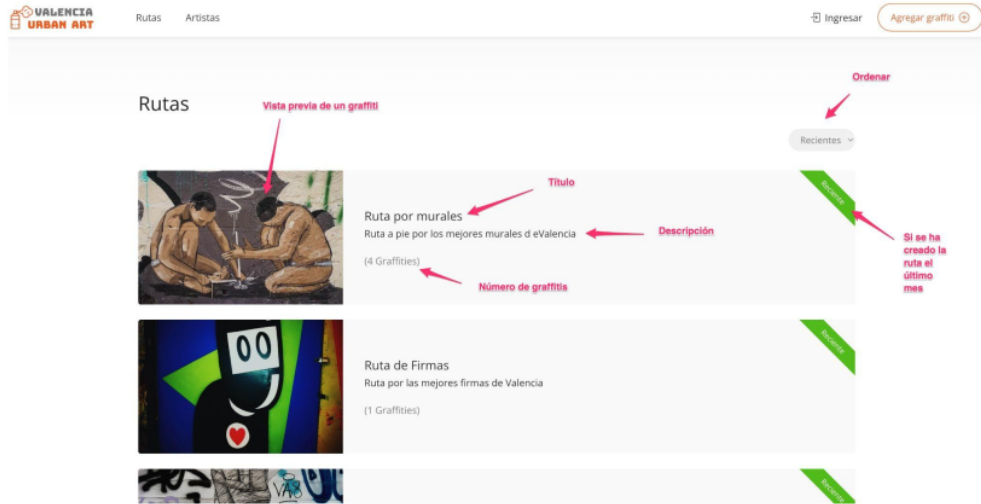 VALENCIA
URBAN ART
Rutas
Artistas
Ingresar
Agregar graffiti
Ordenar
Rutas
Vista previa de un graffiti
Recientes
Título
Reciente
Ruta por murales
Ruta a pie por los mejores murales d eValencia
Descripción
Si se ha
creado la
ruta el
último
mes
(4 Graffities)
Número de graffitis
Reciente
Ruta de Firmas
Ruta por las mejores firmas de Valencia
(1 Graffities)
Reciente